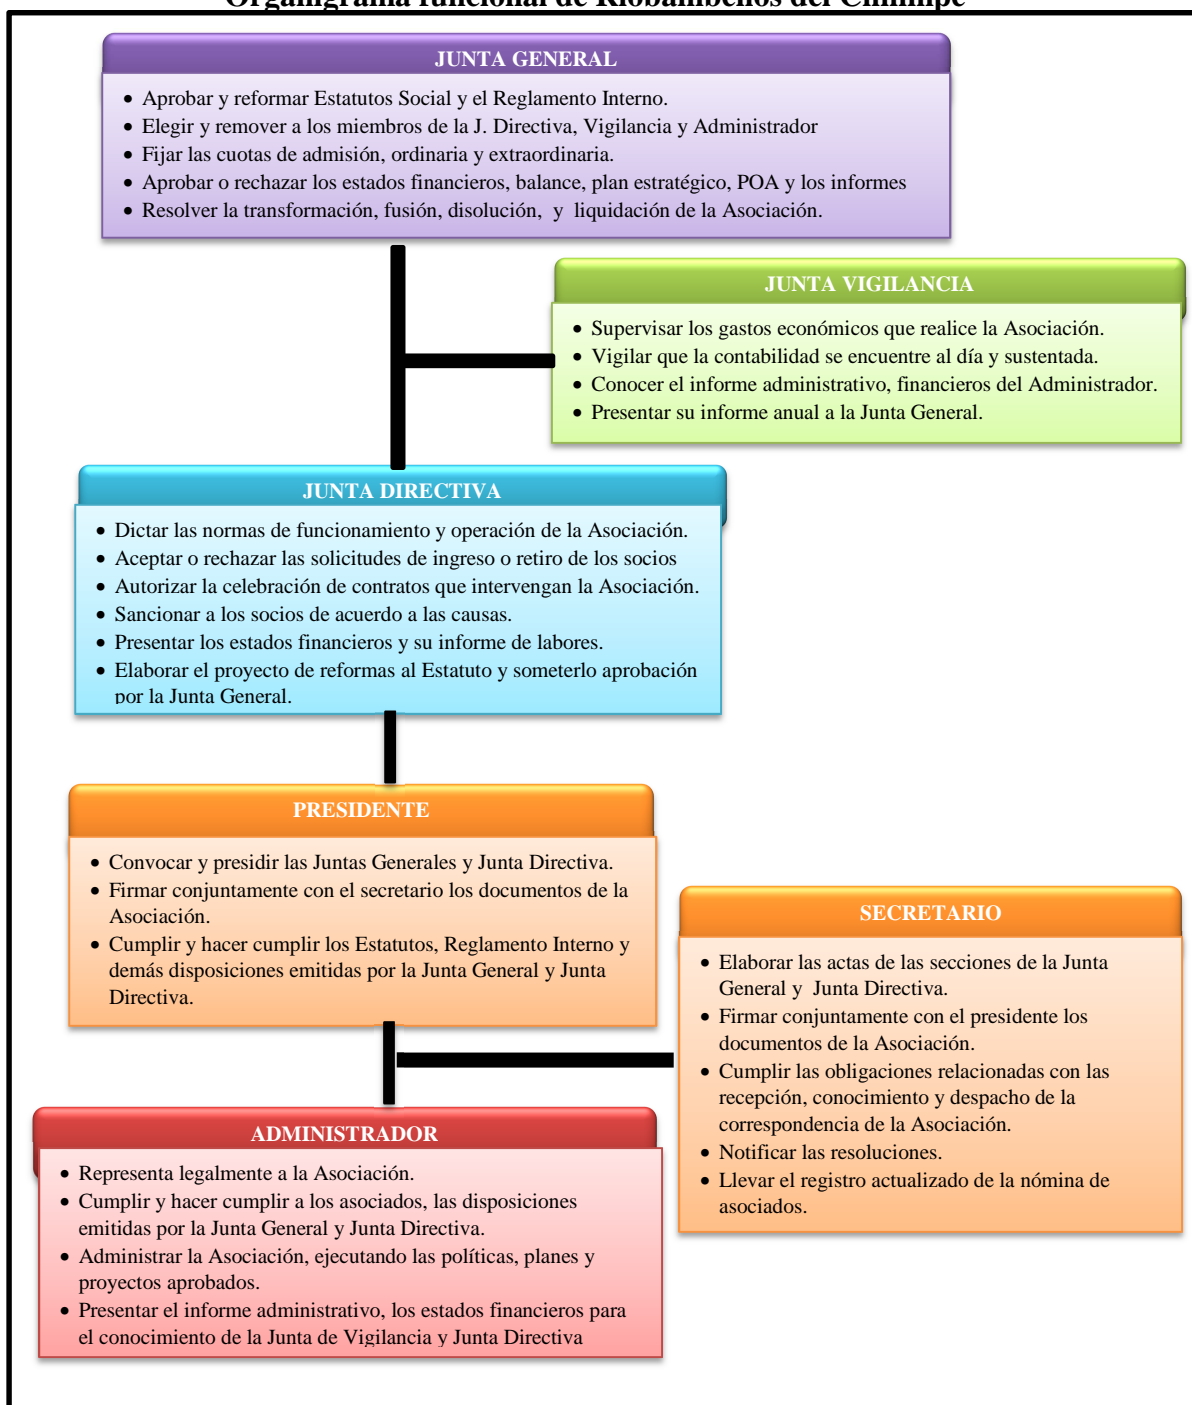 Organigrama funcional de Riobambeños del Chimipe
JUNTA GENERAL
• Aprobar y reformar Estatutos Social y el Reglamento Interno.
• Elegir y remover a los miembros de la J. Directiva, Vigilancia y Administrador
• Fijar las cuotas de admisión, ordinaria y extraordinaria.
• Aprobar o rechazar los estados financieros, balance, plan estratégico, POA y los informes
• Resolver la transformación, fusión, disolución, y liquidación de la Asociación.
JUNTA VIGILANCIA
• Supervisar los gastos económicos que realice la Asociación.
• Vigilar que la contabilidad se encuentre al día y sustentada.
• Conocer el informe administrativo, financieros del Administrador.
• Presentar su informe anual a la Junta General.
JUNTA DIRECTIVA
• Dictar las normas de funcionamiento y operación de la Asociación.
• Aceptar o rechazar las solicitudes de ingreso o retiro de los socios
• Autorizar la celebración de contratos que intervengan la Asociación.
• Sancionar a los socios de acuerdo a las causas.
• Presentar los estados financieros y su informe de labores.
• Elaborar el proyecto de reformas al Estatuto y someterlo aprobación
por la Junta General.
PRESIDENTE
• Convocar y presidir las Juntas Generales y Junta Directiva.
• Firmar conjuntamente con el secretario los documentos de la
Asociación.
• Cumplir y hacer cumplir los Estatutos, Reglamento Interno y
demás disposiciones emitidas por la Junta General y Junta
Directiva.
SECRETARIO
• Elaborar las actas de las secciones de la Junta
General y Junta Directiva.
• Firmar conjuntamente con el presidente los
documentos de la Asociación.
• Cumplir las obligaciones relacionadas con las
recepción, conocimiento y despacho de la
correspondencia de la Asociación.
• Notificar las resoluciones.
• Llevar el registro actualizado de la nómina de
asociados.
ADMINISTRADOR
• Representa legalmente a la Asociación.
• Cumplir y hacer cumplir a los asociados, las disposiciones
emitidas por la Junta General y Junta Directiva.
• Administrar la Asociación, ejecutando las políticas, planes y
proyectos aprobados.
• Presentar el informe administrativo, los estados financieros para
el conocimiento de la Junta de Vigilancia y Junta Directiva